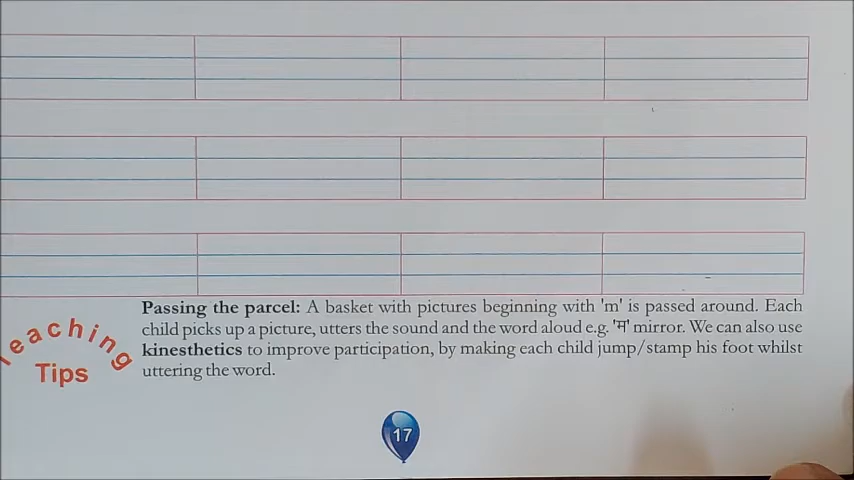 Passing the parcel: A basket with pictures beginning with 'm' is passed around. Each
child picks up a picture, utters the sound and the word aloud e.g. 'म' mirror. We can also use
kinesthetics to improve participation, by making each child jump/stamp his foot whilst
uttering the word.
Teaching
Tips
17